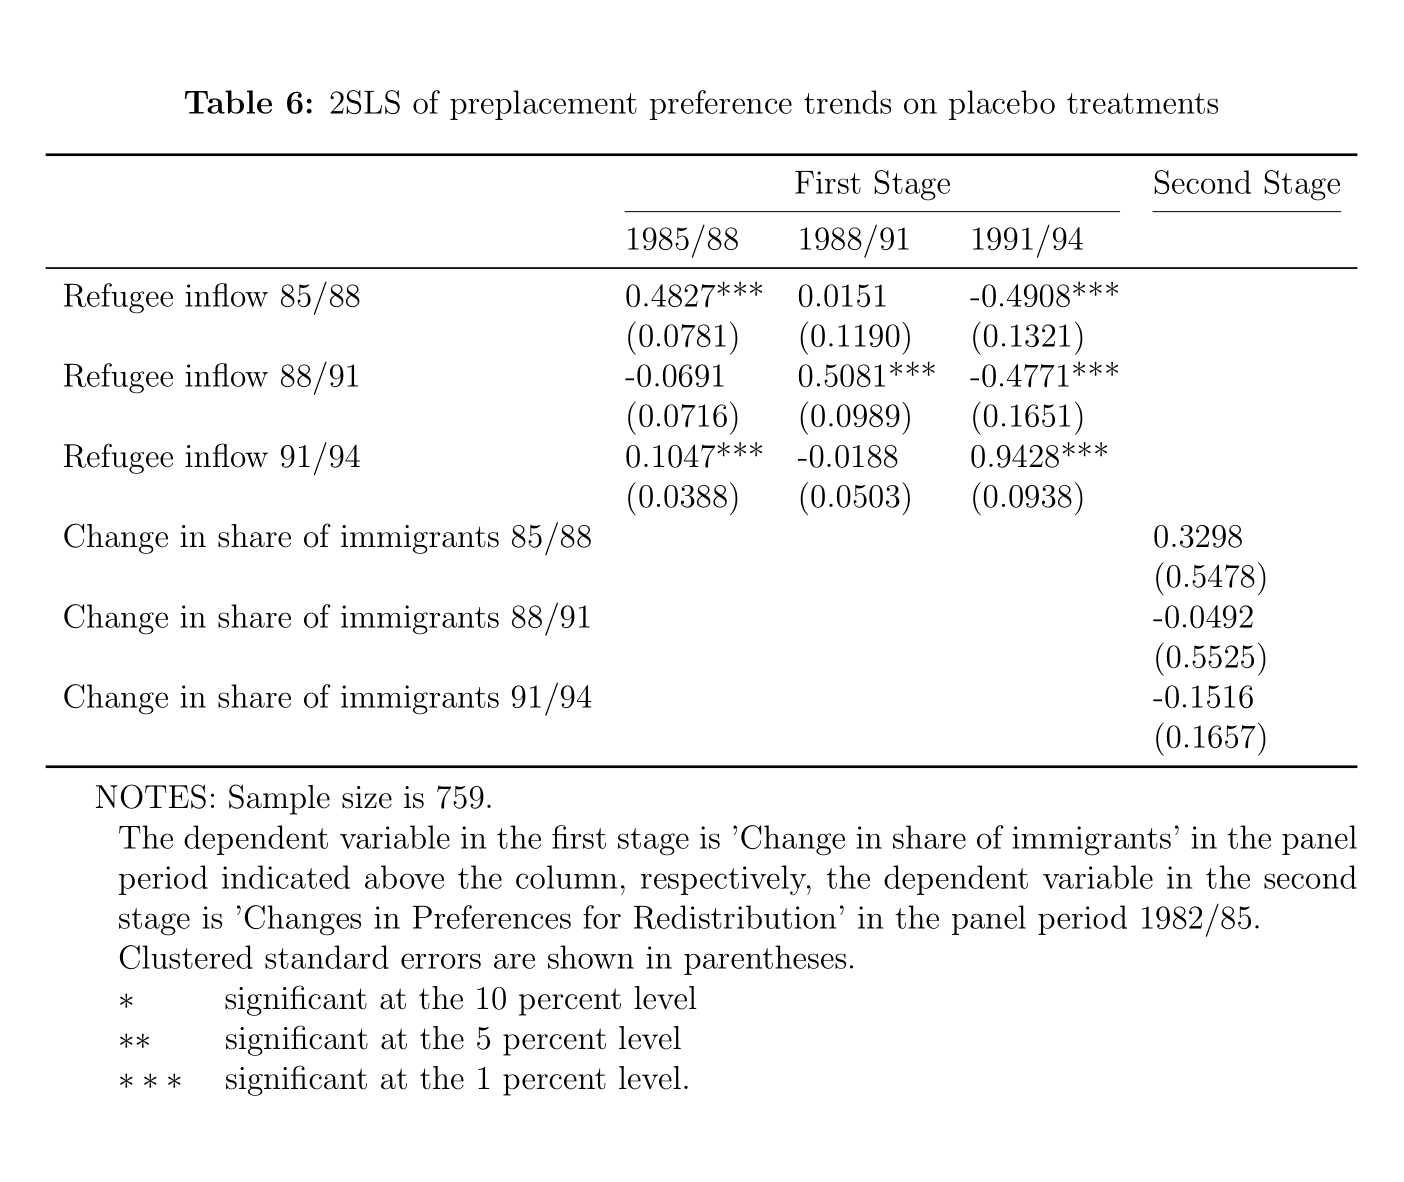 Table 6: 2SLS of preplacement preference trends on placebo treatments
First Stage Second Stage
1985/88 1988/91 1991/94
Refugee inflow 85/88 0.4827*** 0.0151 -0.4908***
(0.0781) (0.1190) (0.1321)
Refugee inflow 88/91 -0.0691 0.5081*** -0.4771***
(0.0716) (0.0989) (0.1651)
Refugee inflow 91/94 0.1047*** -0.0188 0.9428***
(0.0388) (0.0503) (0.0938)
Change in share of immigrants 85/88 0.3298
(0.5478)
Change in share of immigrants 88/91 -0.0492
(0.5525)
Change in share of immigrants 91/94 -0.1516
(0.1657)
NOTES: Sample size is 759.
The dependent variable in the first stage is ’Change in share of immigrants’ in the panel
period indicated above the column, respectively, the dependent variable in the second
stage is ’Changes in Preferences for Redistribution’ in the panel period 1982/85.
Clustered standard errors are shown in parentheses.
∗ significant at the 10 percent level
∗∗ significant at the 5 percent level
∗ ∗ ∗ significant at the 1 percent level.